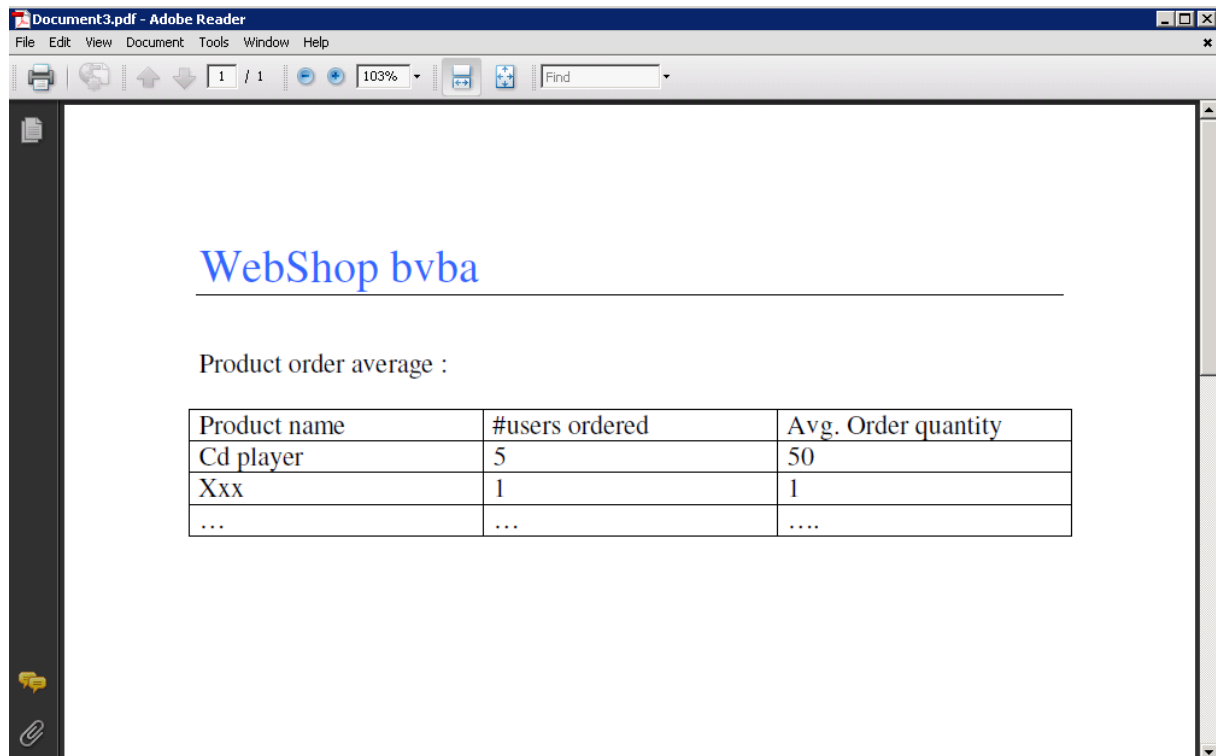 Document3.pdf - Adobe Reader
File Edit View Document Tools Window Help
1 / 1 103% Find
WebShop bvba
Product order average :
Product name #users ordered Avg. Order quantity
Cd player 5 50
Xxx 1 1
… … ….